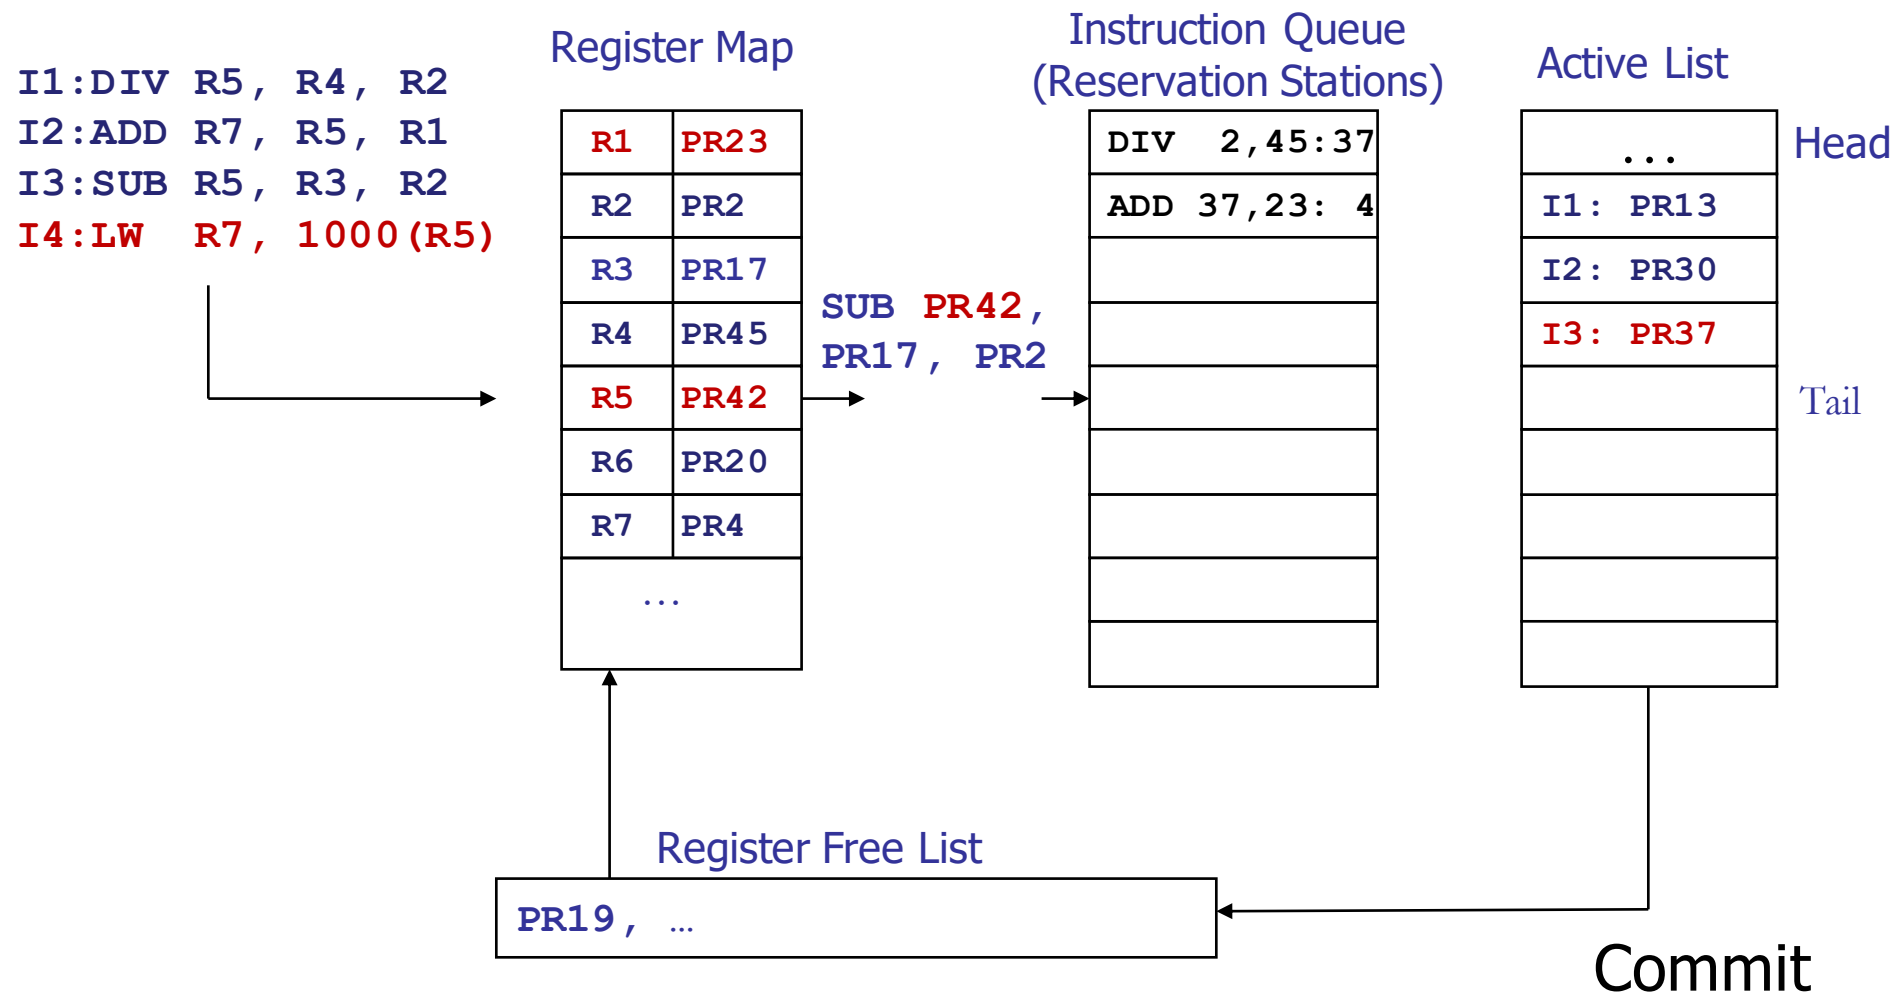 I1:DIV R5, R4, R2
I2:ADD R7, R5, R1
I3:SUB R5, R3, R2
I4:LW R7, 1000(R5)
Register Map
R1 PR23
R2 PR2
R3 PR17
R4 PR45
R5 PR42
R6 PR20
R7 PR4
...
SUB PR42,
PR17, PR2
Instruction Queue
(Reservation Stations)
DIV 2,45:37
ADD 37,23: 4
Active List
...
I1: PR13
I2: PR30
I3: PR37
Head
Tail
Register Free List
PR19, …
Commit